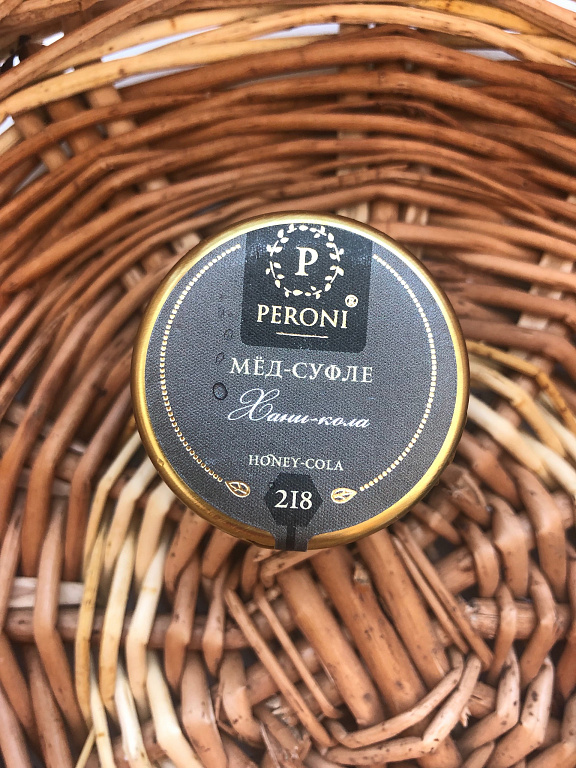 P
PERONI®
МЁД-СУФЛЕ
Хани-кола
HONEY-COLA
218